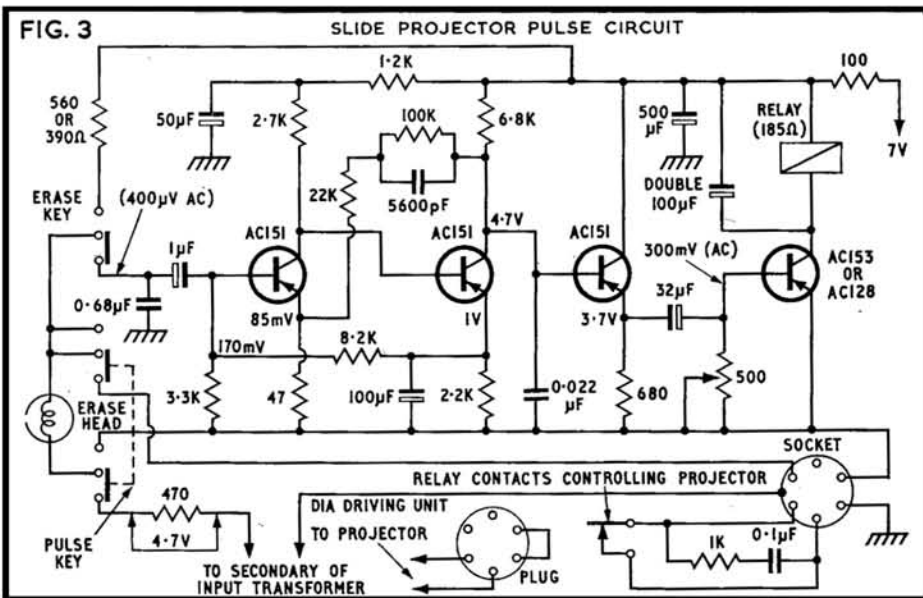 FIG. 3
SLIDE PROJECTOR PULSE CIRCUIT
1·2K
100
560
OR
390Ω
50µF
2·7K
100K
6·8K
500
µF
RELAY
(185Ω)
7V
ERASE
KEY
(400µV AC)
22K
5600pF
DOUBLE
100µF
1µF
AC151
AC151
4·7V
AC151
300mV (AC)
AC153
OR
AC128
0·68µF
32µF
85mV
1V
3·7V
170mV
8·2K
3·3K
47
100µF
2·2K
0·022
µF
680
500
ERASE
HEAD
SOCKET
RELAY CONTACTS CONTROLLING PROJECTOR
470
DIA DRIVING UNIT
4·7V
TO PROJECTOR
1K
0·1µF
PULSE
KEY
PLUG
TO SECONDARY OF
INPUT TRANSFORMER